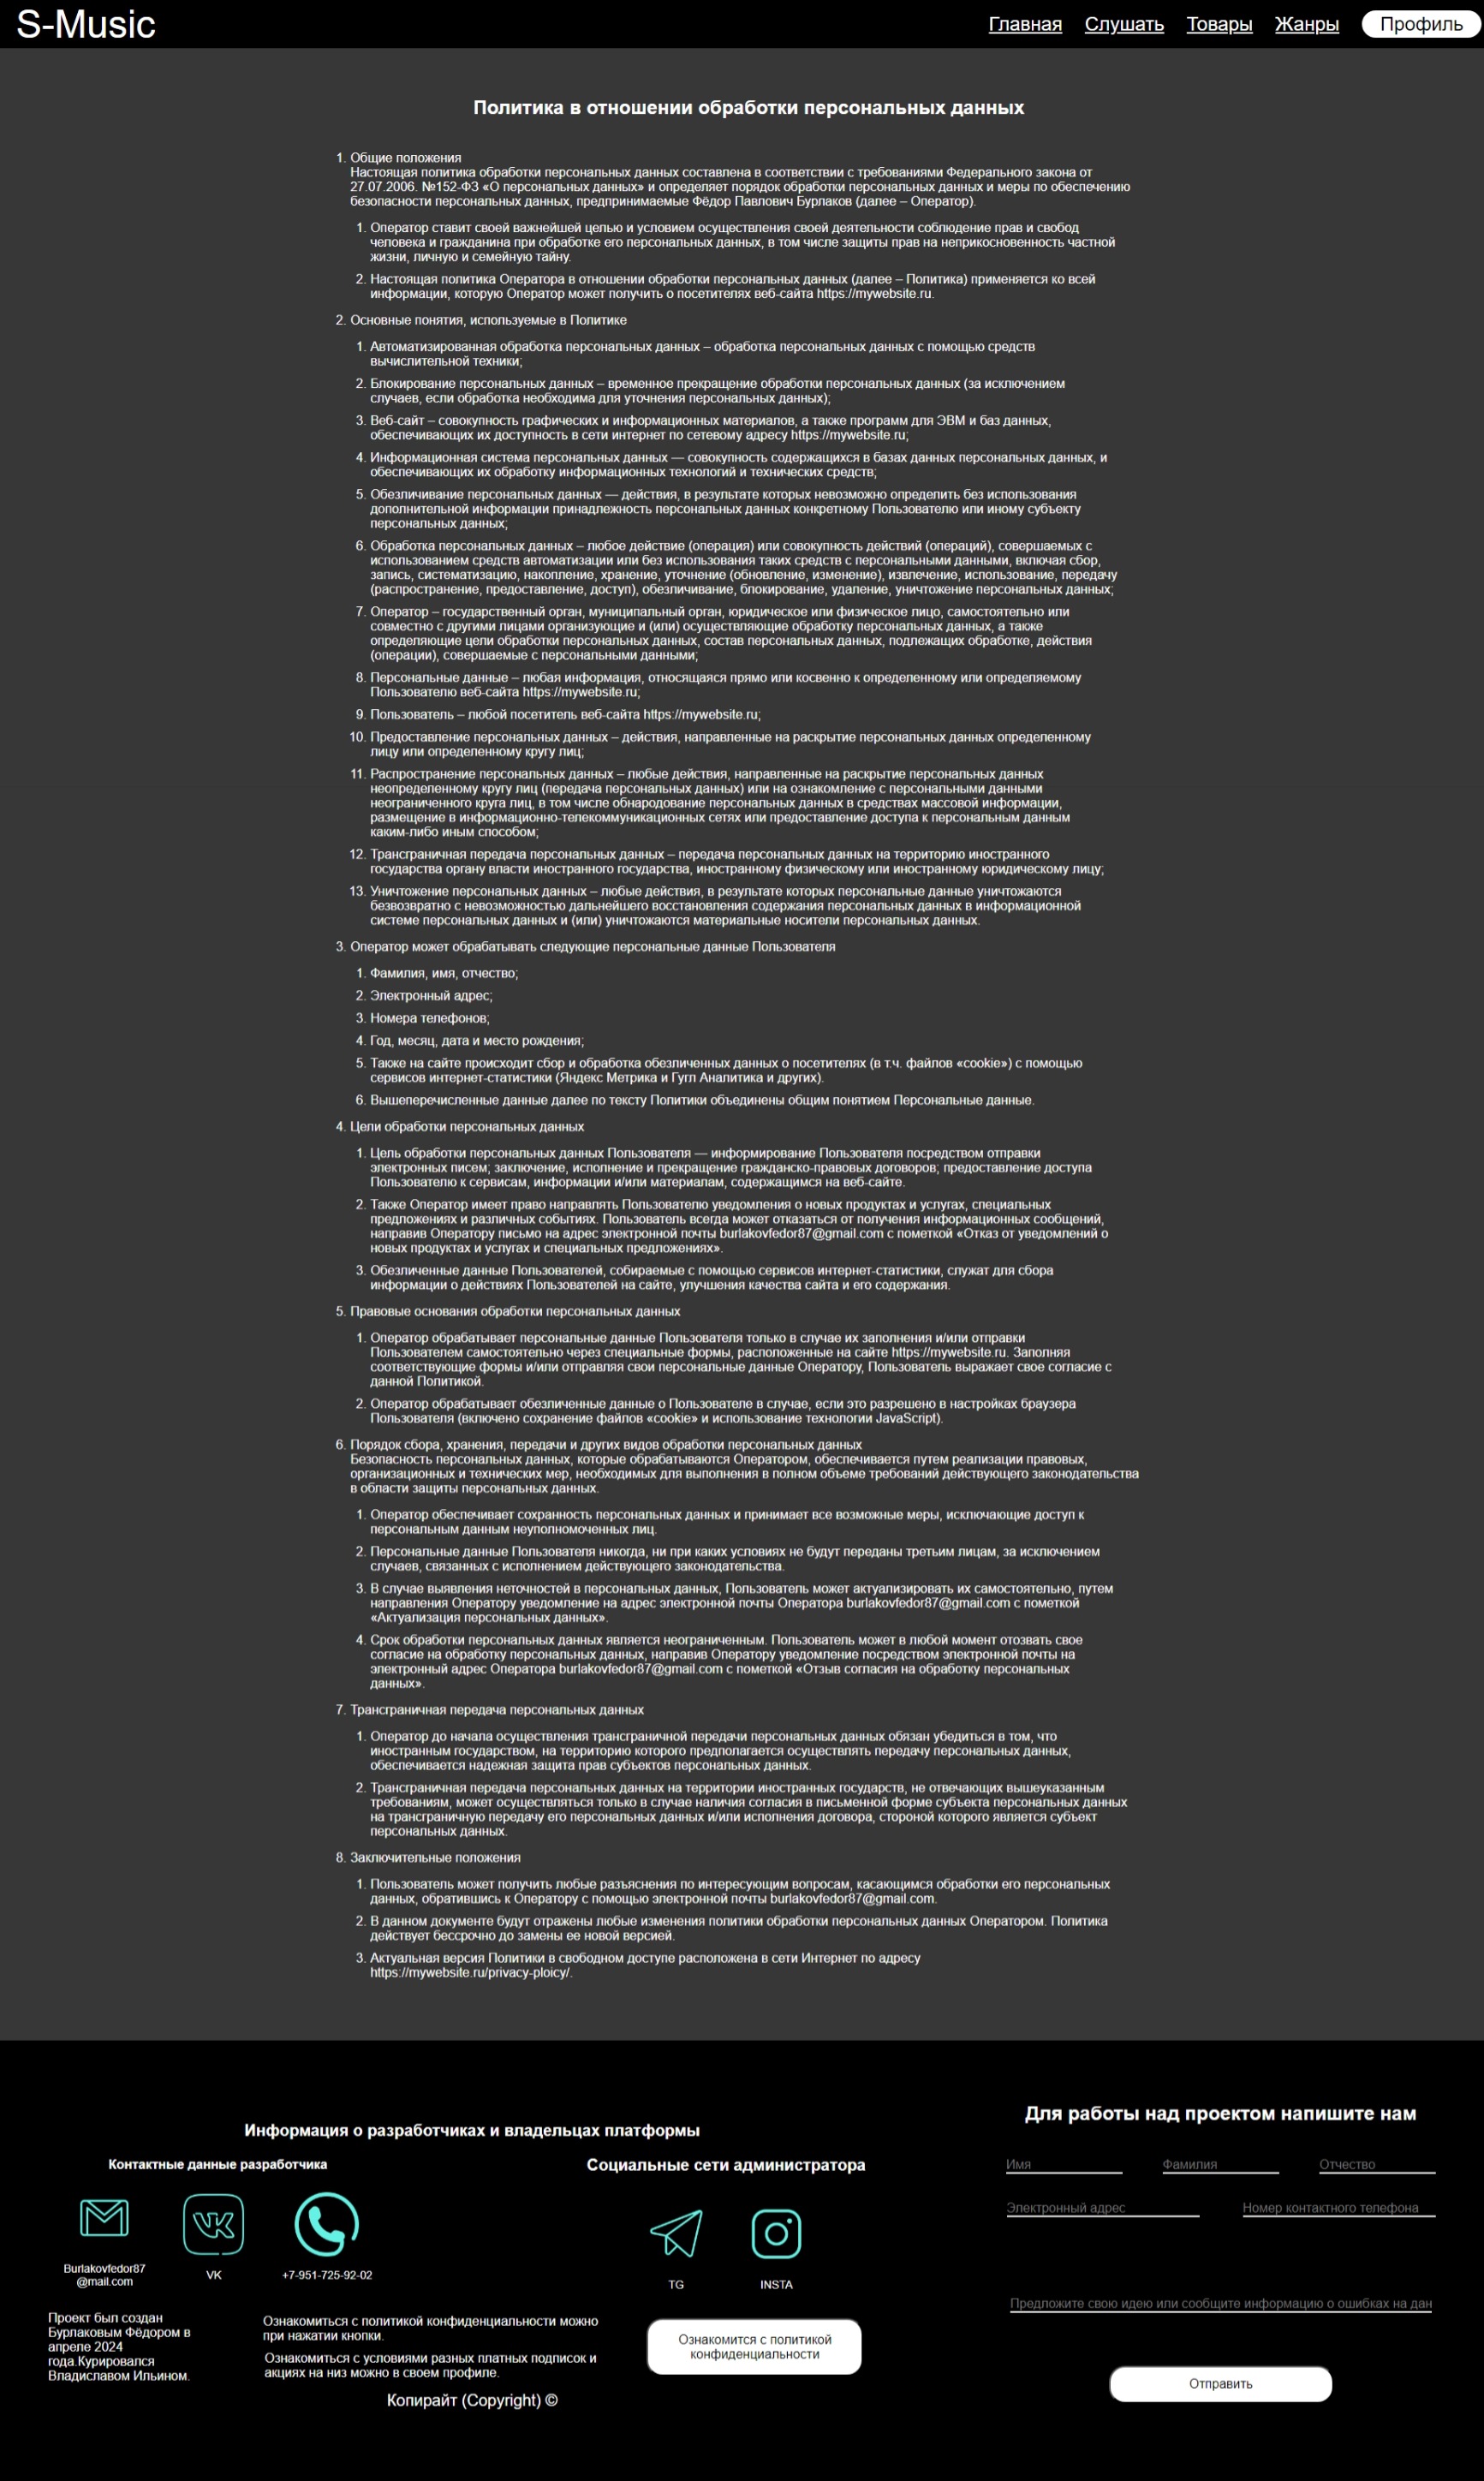 S-Music
Главная Слушать Товары Жанры Профиль
Политика в отношении обработки персональных данных
1. Общие положения
Настоящая политика обработки персональных данных составлена в соответствии с требованиями Федерального закона от
27.07.2006. №152-ФЗ «О персональных данных» и определяет порядок обработки персональных данных и меры по обеспечению
безопасности персональных данных, предпринимаемые Фёдор Павлович Бурлаков (далее – Оператор).
1. Оператор ставит своей важнейшей целью и условием осуществления своей деятельности соблюдение прав и свобод
человека и гражданина при обработке его персональных данных, в том числе защиты прав на неприкосновенность частной
жизни, личную и семейную тайну.
2. Настоящая политика Оператора в отношении обработки персональных данных (далее – Политика) применяется ко всей
информации, которую Оператор может получить о посетителях веб-сайта https://mywebsite.ru.
2. Основные понятия, используемые в Политике
1. Автоматизированная обработка персональных данных – обработка персональных данных с помощью средств
вычислительной техники;
2. Блокирование персональных данных – временное прекращение обработки персональных данных (за исключением
случаев, если обработка необходима для уточнения персональных данных);
3. Веб-сайт – совокупность графических и информационных материалов, а также программ для ЭВМ и баз данных,
обеспечивающих их доступность в сети интернет по сетевому адресу https://mywebsite.ru;
4. Информационная система персональных данных — совокупность содержащихся в базах данных персональных данных, и
обеспечивающих их обработку информационных технологий и технических средств;
5. Обезличивание персональных данных — действия, в результате которых невозможно определить без использования
дополнительной информации принадлежность персональных данных конкретному Пользователю или иному субъекту
персональных данных;
6. Обработка персональных данных – любое действие (операция) или совокупность действий (операций), совершаемых с
использованием средств автоматизации или без использования таких средств с персональными данными, включая сбор,
запись, систематизацию, накопление, хранение, уточнение (обновление, изменение), извлечение, использование, передачу
(распространение, предоставление, доступ), обезличивание, блокирование, удаление, уничтожение персональных данных;
7. Оператор – государственный орган, муниципальный орган, юридическое или физическое лицо, самостоятельно или
совместно с другими лицами организующие и (или) осуществляющие обработку персональных данных, а также
определяющие цели обработки персональных данных, состав персональных данных, подлежащих обработке, действия
(операции), совершаемые с персональными данными;
8. Персональные данные – любая информация, относящаяся прямо или косвенно к определенному или определяемому
Пользователю веб-сайта https://mywebsite.ru;
9. Пользователь – любой посетитель веб-сайта https://mywebsite.ru;
10. Предоставление персональных данных – действия, направленные на раскрытие персональных данных определенному
лицу или определенному кругу лиц;
11. Распространение персональных данных – любые действия, направленные на раскрытие персональных данных
неопределенному кругу лиц (передача персональных данных) или на ознакомление с персональными данными
неограниченного круга лиц, в том числе обнародование персональных данных в средствах массовой информации,
размещение в информационно-телекоммуникационных сетях или предоставление доступа к персональным данным
каким-либо иным способом;
12. Трансграничная передача персональных данных – передача персональных данных на территорию иностранного
государства органу власти иностранного государства, иностранному физическому или иностранному юридическому лицу;
13. Уничтожение персональных данных – любые действия, в результате которых персональные данные уничтожаются
безвозвратно с невозможностью дальнейшего восстановления содержания персональных данных в информационной
системе персональных данных и (или) уничтожаются материальные носители персональных данных.
3. Оператор может обрабатывать следующие персональные данные Пользователя
1. Фамилия, имя, отчество;
2. Электронный адрес;
3. Номера телефонов;
4. Год, месяц, дата и место рождения;
5. Также на сайте происходит сбор и обработка обезличенных данных о посетителях (в т.ч. файлов «cookie») с помощью
сервисов интернет-статистики (Яндекс Метрика и Гугл Аналитика и других).
6. Вышеперечисленные данные далее по тексту Политики объединены общим понятием Персональные данные.
4. Цели обработки персональных данных
1. Цель обработки персональных данных Пользователя — информирование Пользователя посредством отправки
электронных писем; заключение, исполнение и прекращение гражданско-правовых договоров; предоставление доступа
Пользователю к сервисам, информации и/или материалам, содержащимся на веб-сайте.
2. Также Оператор имеет право направлять Пользователю уведомления о новых продуктах и услугах, специальных
предложениях и различных событиях. Пользователь всегда может отказаться от получения информационных сообщений,
направив Оператору письмо на адрес электронной почты burlakovfedor87@gmail.com с пометкой «Отказ от уведомлений о
новых продуктах и услугах и специальных предложениях».
3. Обезличенные данные Пользователей, собираемые с помощью сервисов интернет-статистики, служат для сбора
информации о действиях Пользователей на сайте, улучшения качества сайта и его содержания.
5. Правовые основания обработки персональных данных
1. Оператор обрабатывает персональные данные Пользователя только в случае их заполнения и/или отправки
Пользователем самостоятельно через специальные формы, расположенные на сайте https://mywebsite.ru. Заполняя
соответствующие формы и/или отправляя свои персональные данные Оператору, Пользователь выражает свое согласие с
данной Политикой.
2. Оператор обрабатывает обезличенные данные о Пользователе в случае, если это разрешено в настройках браузера
Пользователя (включено сохранение файлов «cookie» и использование технологии JavaScript).
6. Порядок сбора, хранения, передачи и других видов обработки персональных данных
Безопасность персональных данных, которые обрабатываются Оператором, обеспечивается путем реализации правовых,
организационных и технических мер, необходимых для выполнения в полном объеме требований действующего законодательства
в области защиты персональных данных.
1. Оператор обеспечивает сохранность персональных данных и принимает все возможные меры, исключающие доступ к
персональным данным неуполномоченных лиц.
2. Персональные данные Пользователя никогда, ни при каких условиях не будут переданы третьим лицам, за исключением
случаев, связанных с исполнением действующего законодательства.
3. В случае выявления неточностей в персональных данных, Пользователь может актуализировать их самостоятельно, путем
направления Оператору уведомление на адрес электронной почты Оператора burlakovfedor87@gmail.com с пометкой
«Актуализация персональных данных».
4. Срок обработки персональных данных является неограниченным. Пользователь может в любой момент отозвать свое
согласие на обработку персональных данных, направив Оператору уведомление посредством электронной почты на
электронный адрес Оператора burlakovfedor87@gmail.com с пометкой «Отзыв согласия на обработку персональных
данных».
7. Трансграничная передача персональных данных
1. Оператор до начала осуществления трансграничной передачи персональных данных обязан убедиться в том, что
иностранным государством, на территорию которого предполагается осуществлять передачу персональных данных,
обеспечивается надежная защита прав субъектов персональных данных.
2. Трансграничная передача персональных данных на территории иностранных государств, не отвечающих вышеуказанным
требованиям, может осуществляться только в случае наличия согласия в письменной форме субъекта персональных данных
на трансграничную передачу его персональных данных и/или исполнения договора, стороной которого является субъект
персональных данных.
8. Заключительные положения
1. Пользователь может получить любые разъяснения по интересующим вопросам, касающимся обработки его персональных
данных, обратившись к Оператору с помощью электронной почты burlakovfedor87@gmail.com.
2. В данном документе будут отражены любые изменения политики обработки персональных данных Оператором. Политика
действует бессрочно до замены ее новой версией.
3. Актуальная версия Политики в свободном доступе расположена в сети Интернет по адресу
https://mywebsite.ru/privacy-ploicy/.
Информация о разработчиках и владельцах платформы
Контактные данные разработчика
Burlakovfedor87
@mail.com
VK
+7-951-725-92-02
Социальные сети администратора
TG
INSTA
Проект был создан
Бурлаковым Фёдором в
апреле 2024
года.Курировался
Владиславом Ильином.
Ознакомиться с политикой конфиденциальности можно
при нажатии кнопки.
Ознакомиться с условиями разных платных подписок и
акциях на низ можно в своем профиле.
Ознакомится с политикой
конфиденциальности
Копирайт (Copyright) ©
Для работы над проектом напишите нам
Имя Фамилия Отчество
Электронный адрес Номер контактного телефона
Предложите свою идею или сообщите информацию о ошибках на дан
Отправить